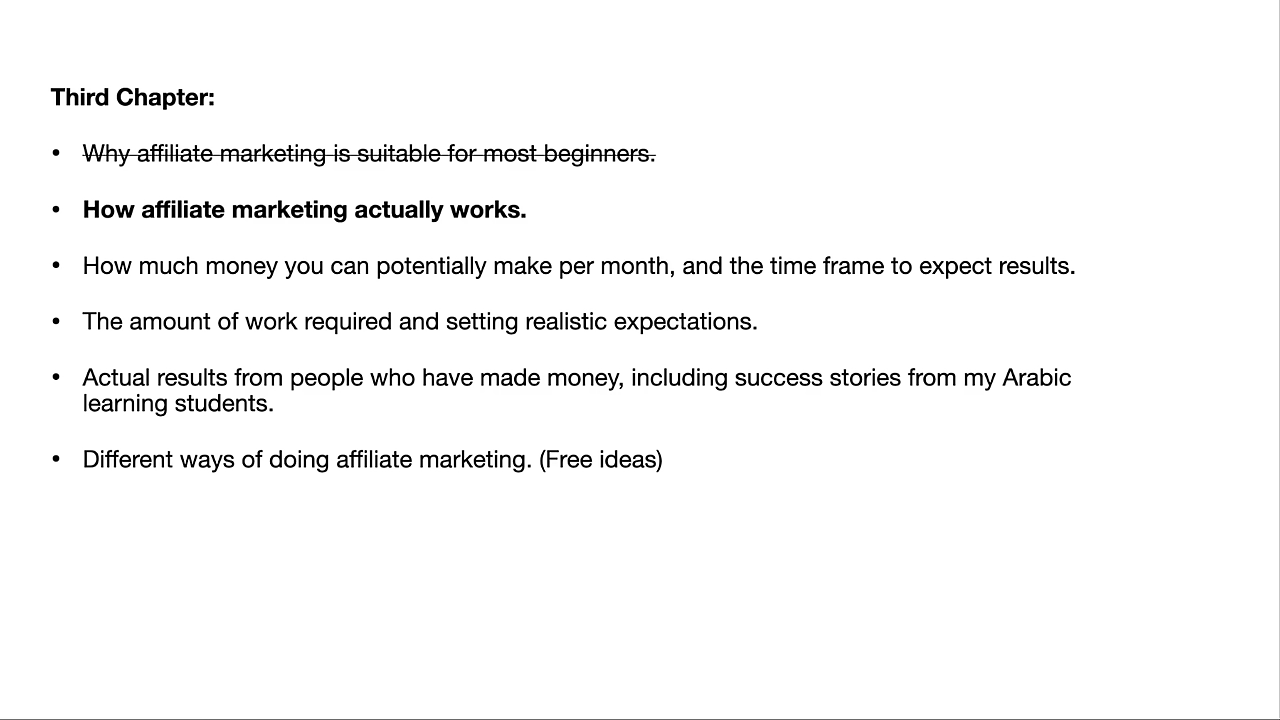 Third Chapter:
• Why affiliate marketing is suitable for most beginners.
• How affiliate marketing actually works.
• How much money you can potentially make per month, and the time frame to expect results.
• The amount of work required and setting realistic expectations.
• Actual results from people who have made money, including success stories from my Arabic
learning students.
• Different ways of doing affiliate marketing. (Free ideas)